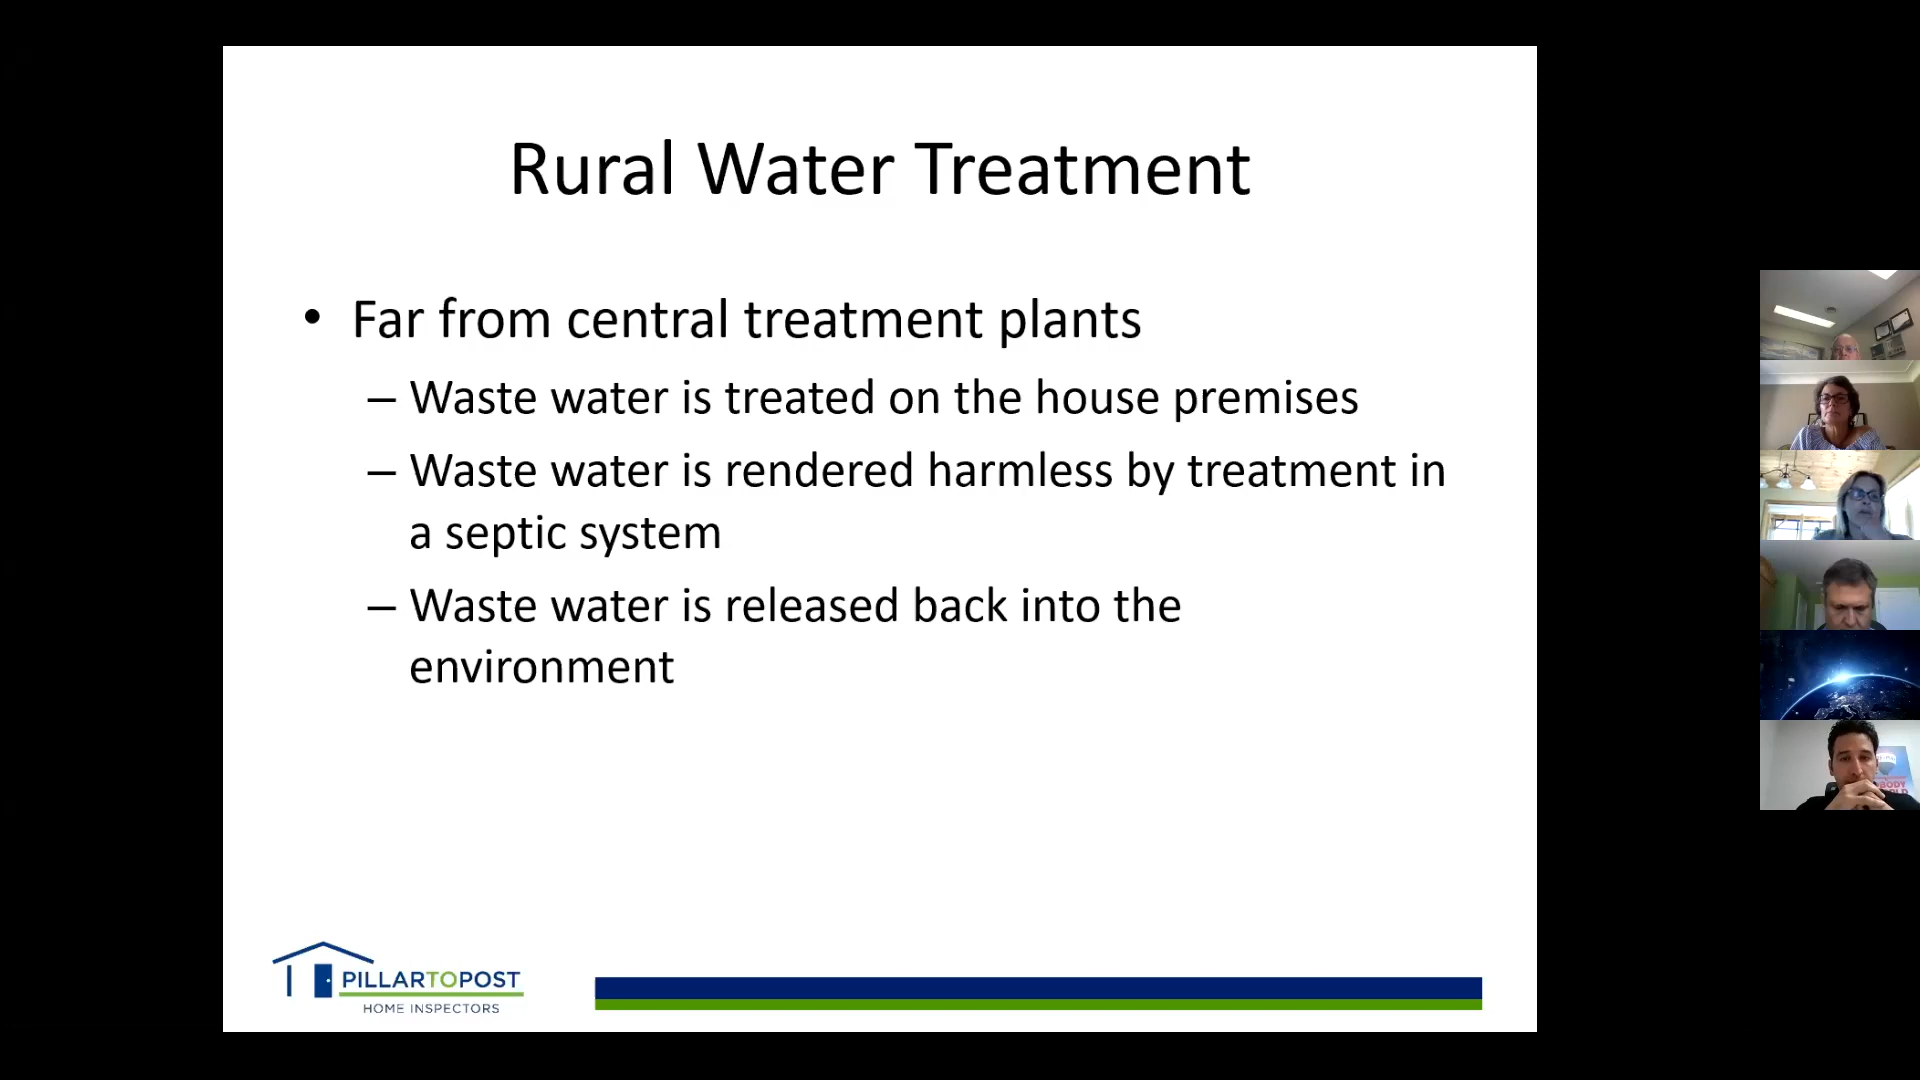 Rural Water Treatment
• Far from central treatment plants
– Waste water is treated on the house premises
– Waste water is rendered harmless by treatment in
a septic system
– Waste water is released back into the
environment
PILLARTOPOST
HOME INSPECTORS